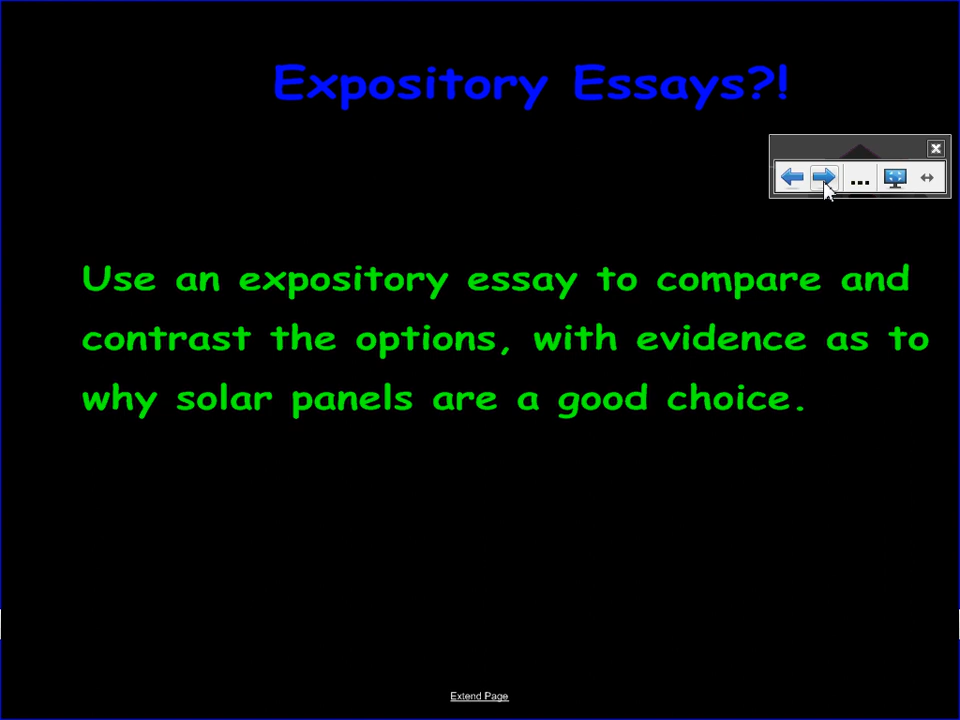 Expository Essays?!
Use an expository essay to compare and
contrast the options, with evidence as to
why solar panels are a good choice.
Extend Page